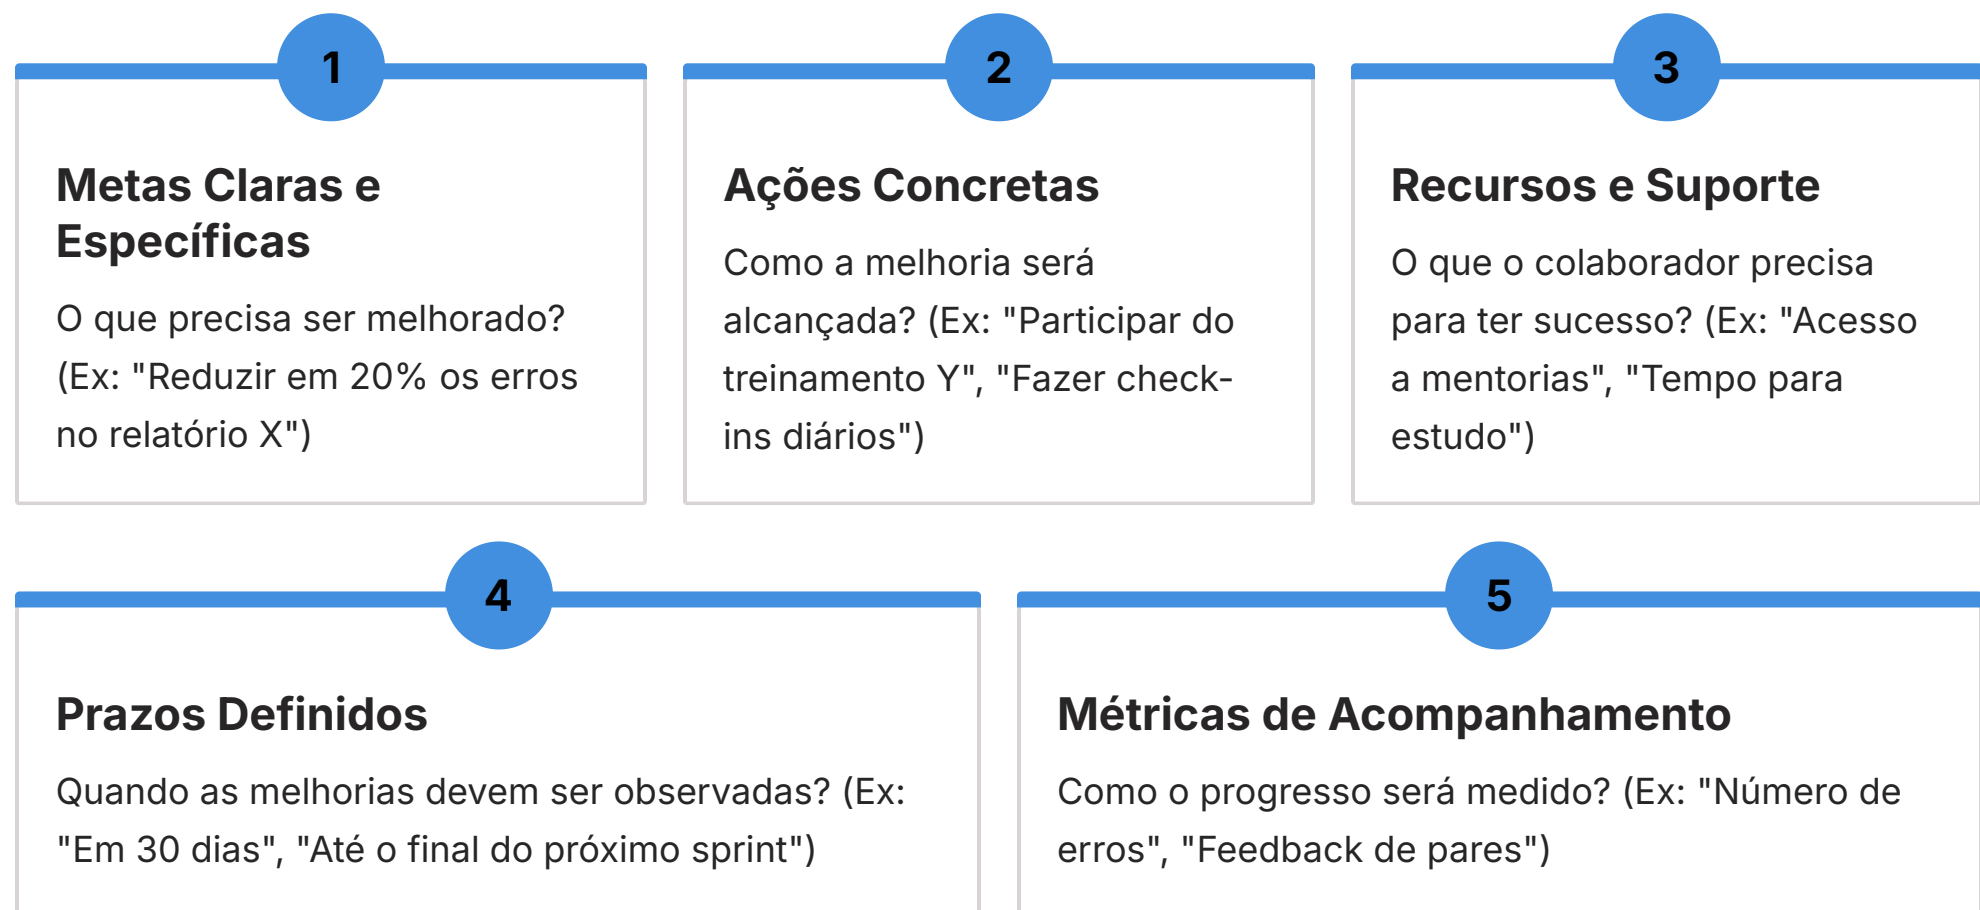 1
Metas Claras e
Específicas
O que precisa ser melhorado?
(Ex: "Reduzir em 20% os erros
no relatório X")
2
Ações Concretas
Como a melhoria será
alcançada? (Ex: "Participar do
treinamento Y", "Fazer check-
ins diários")
3
Recursos e Suporte
O que o colaborador precisa
para ter sucesso? (Ex: "Acesso
a mentorias", "Tempo para
estudo")
4
Prazos Definidos
Quando as melhorias devem ser observadas? (Ex:
"Em 30 dias", "Até o final do próximo sprint")
5
Métricas de Acompanhamento
Como o progresso será medido? (Ex: "Número de
erros", "Feedback de pares")